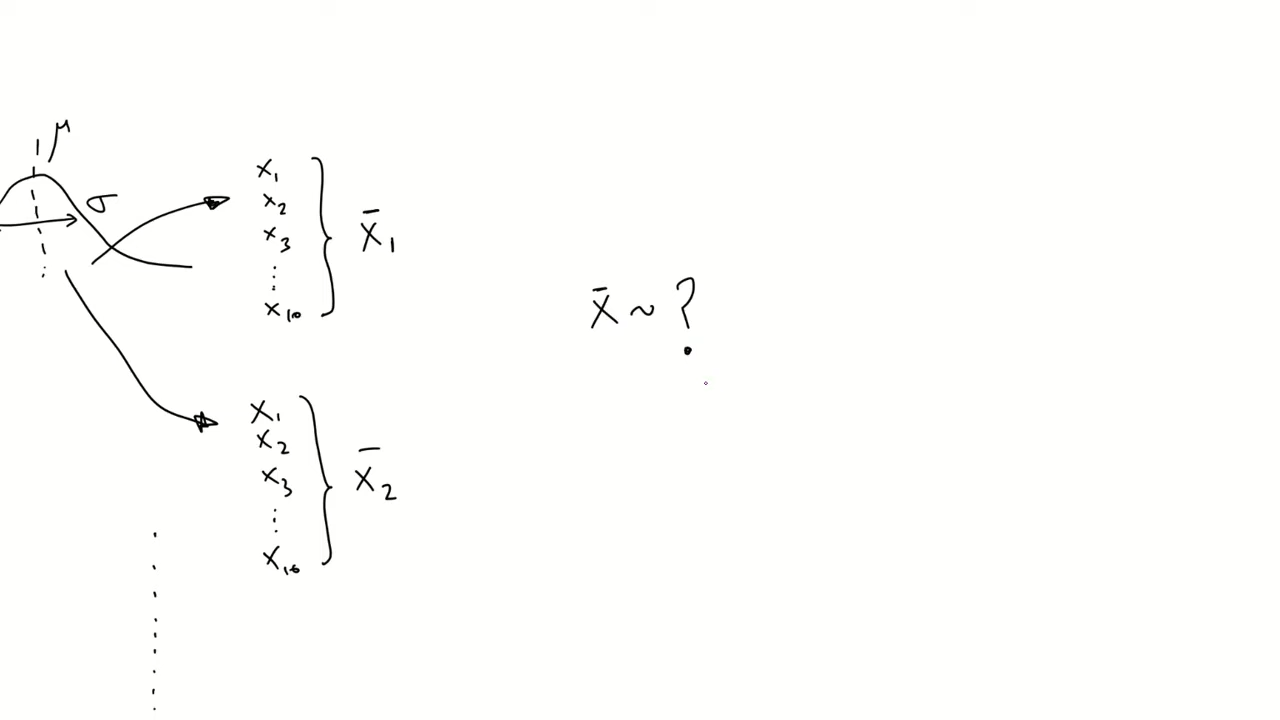 μ
σ
x₁
x₂
x₃
⋮
x₁₀
x̄₁
x̄ ~ ?
x₁
x₂
x₃
⋮
x₁₀
x̄₂